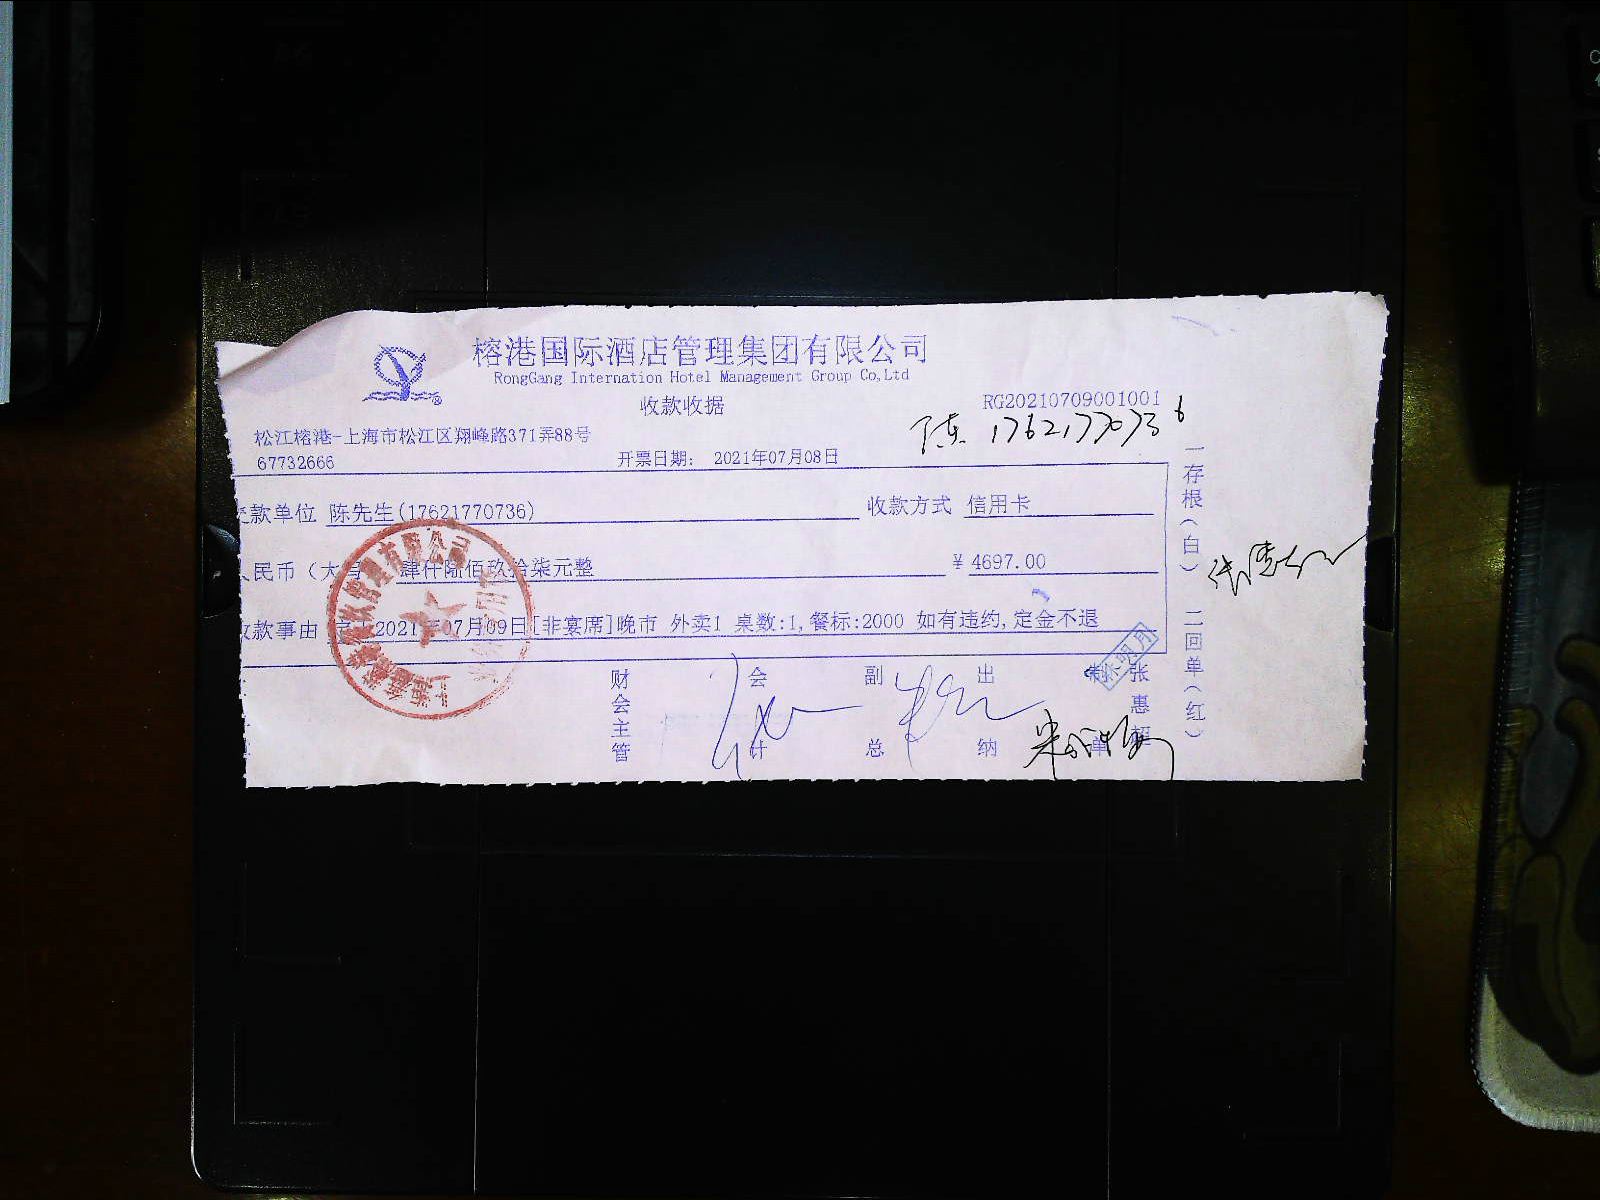 榕港国际酒店管理集团有限公司
RongGang Internation Hotel Management Group Co,Ltd
收款收据
RG20210709001001
陈 17621770736
松江榕港-上海市松江区翔峰路371弄88号
67732666
开票日期: 2021年07月08日
款单位 陈先生(17621770736) 收款方式 信用卡
民币(大写) 肆仟陆佰玖拾柒元整 ¥4697.00
款事由 2021年07月09日[非宴席]晚市 外卖1 桌数:1,餐标:2000 如有违约,定金不退
财会主管 会计 副总 出纳 制单 张惠
一存根(白) 二回单(红)